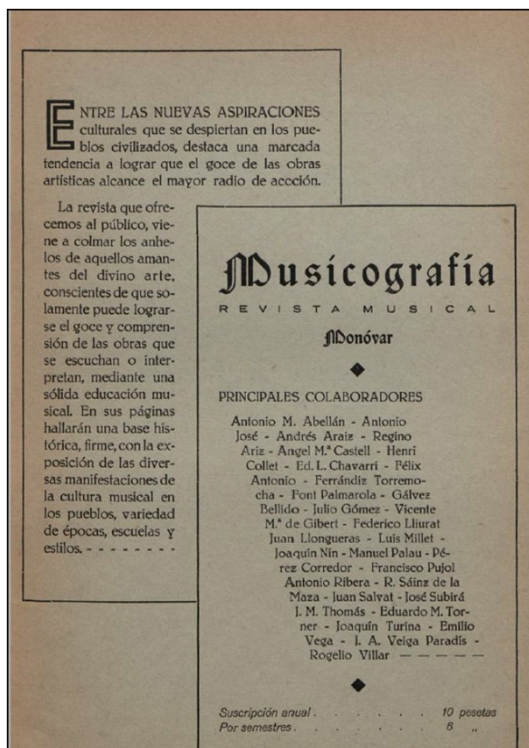 ENTRE LAS NUEVAS ASPIRACIONES
culturales que se despiertan en los pue-
blos civilizados, destaca una marcada
tendencia a lograr que el goce de las obras
artísticas alcance el mayor radio de accción.
La revista que ofre-
cemos al público, vie-
ne a colmar los anhe-
los de aquellos aman-
tes del divino arte,
conscientes de que so-
lamente puede lograr-
se el goce y compren-
sión de las obras que
se escuchan o inter-
pretan, mediante una
sólida educación mu-
sical. En sus páginas
hallarán una base his-
tórica, firme, con la ex-
posición de las diver-
sas manifestaciones de
la cultura musical en
los pueblos, variedad
de épocas, escuelas y
estilos. - - - - - - - -
Musicografía
REVISTA MUSICAL
Monóvar
PRINCIPALES COLABORADORES
Antonio M. Abellán - Antonio
José - Andrés Araiz - Regino
Ariz - Angel M.ª Castell - Henri
Collet - Ed. L. Chavarri - Félix
Antonio - Ferrándiz Torremo-
cha - Font Palmarola - Gálvez
Bellido - Julio Gómez - Vicente
M.ª de Gibert - Federico Lliurat
Juan Llongueras - Luis Millet -
Joaquín Nin - Manuel Palau - Pé-
rez Corredor - Francisco Pujol
Antonio Ribera - R. Sáinz de la
Maza - Juan Salvat - José Subirá
J. M. Thomás - Eduardo M. Tor-
ner - Joaquín Turina - Emilio
Vega - J. A. Veiga Paradís -
Rogelio Villar — — — — —
Suscripción anual . . . . . . 10 pesetas
Por semestres . . . . . . . 6 „